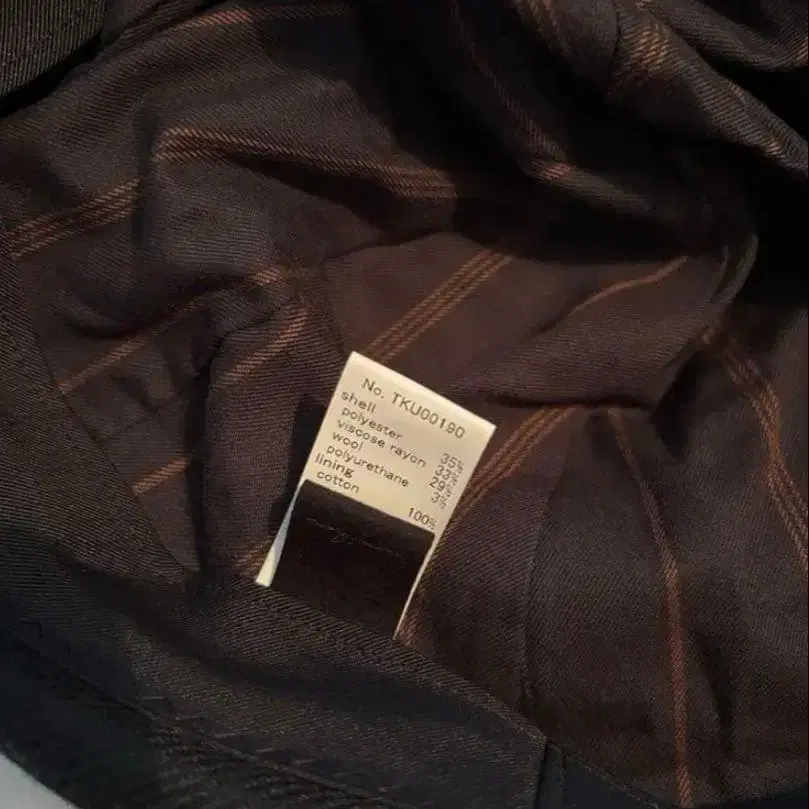 No. TKU00190
shell
polyester 35%
viscose rayon 33%
wool 29%
polyurethane 3%
lining
cotton 100%